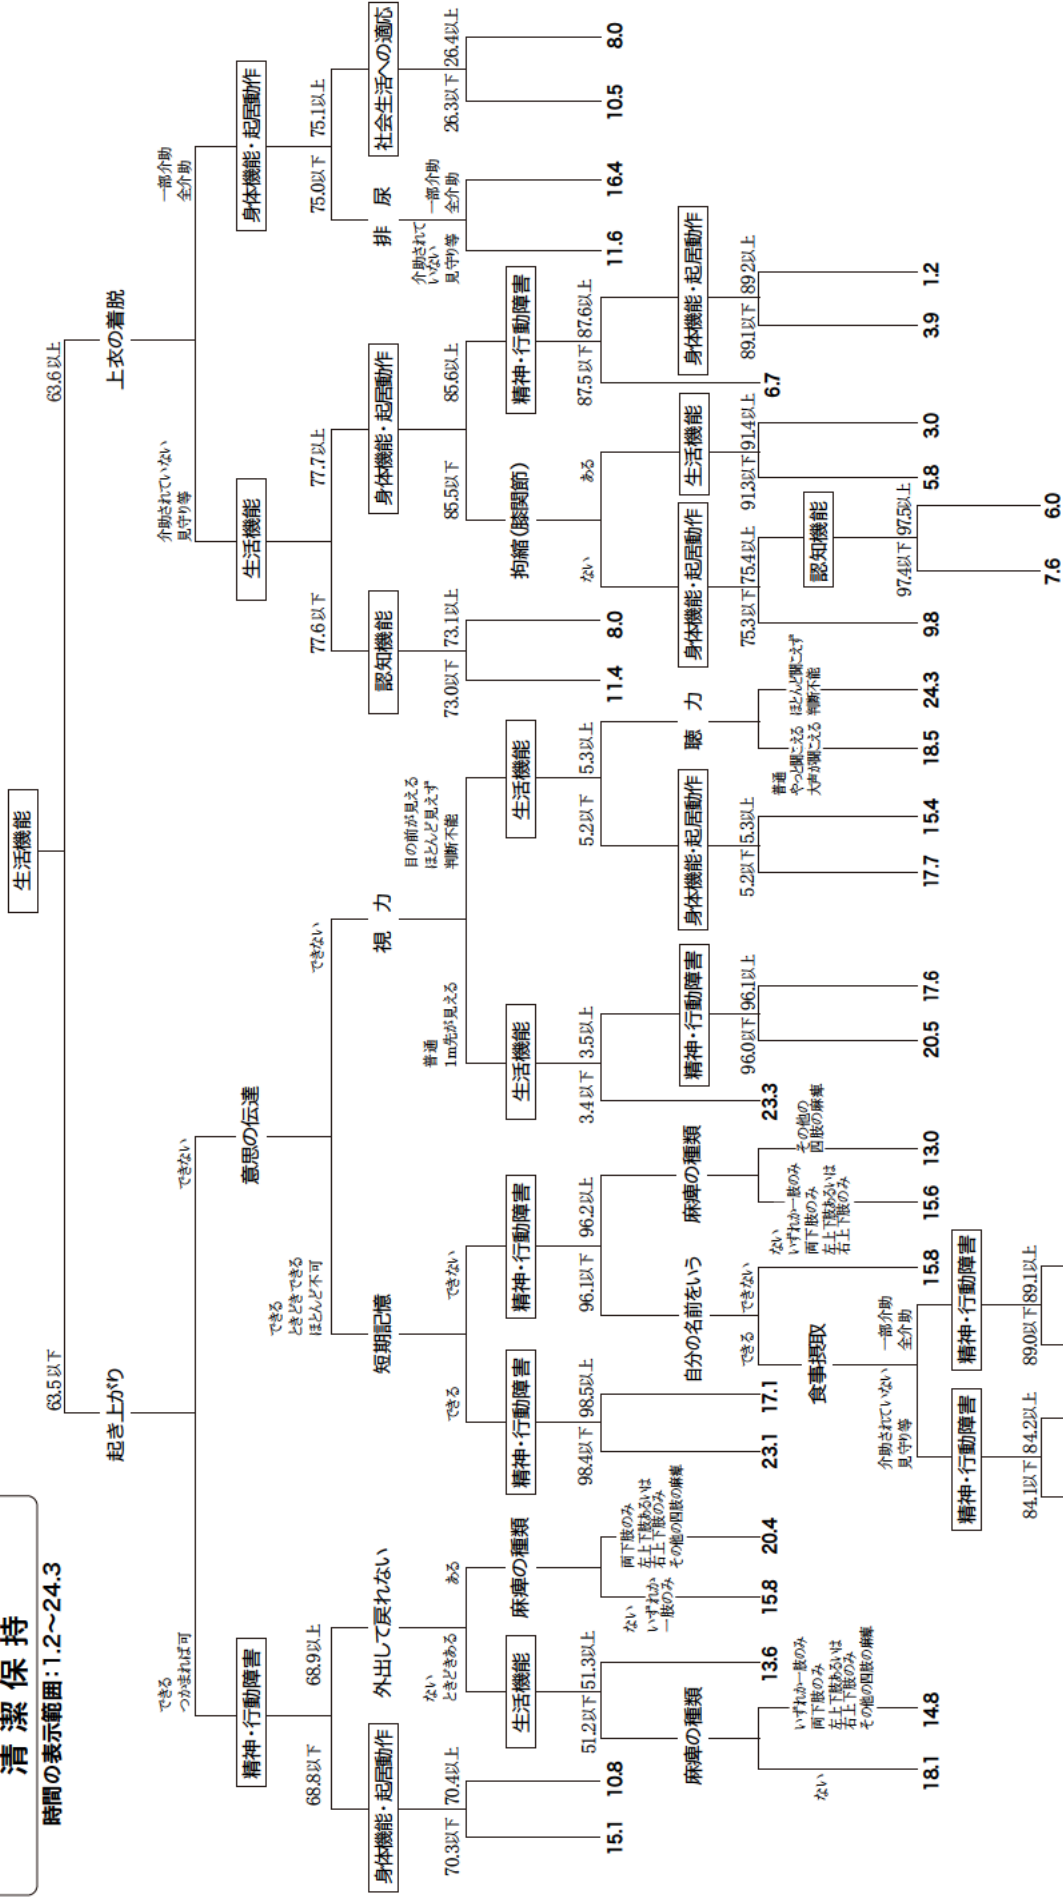 清潔保持
時間の表示範囲：1.2～24.3
生活機能
63.5以下
63.6以上
起き上がり
上衣の着脱
できる
つかまれば可
できない
介助されていない
見守り等
一部介助
全介助
精神・行動障害
意思の伝達
生活機能
身体機能・起居動作
68.8以下
68.9以上
できる
ときどきできる
ほとんど不可
できない
77.6以下
77.7以上
75.0以下
75.1以上
身体機能・起居動作
外出して戻れない
短期記憶
視　力
認知機能
身体機能・起居動作
排　尿
社会生活への適応
70.3以下
70.4以上
ない
ときどきある
ある
できる
できない
普通
1m先が見える
目の前が見える
ほとんど見えず
判断不能
73.0以下
73.1以上
85.5以下
85.6以上
介助されて
いない
見守り等
一部介助
全介助
26.3以下
26.4以上
15.1
10.8
生活機能
麻痺の種類
精神・行動障害
精神・行動障害
生活機能
生活機能
11.4
8.0
拘縮（膝関節）
精神・行動障害
11.6
16.4
10.5
8.0
51.2以下
51.3以上
ない
いずれか
一肢のみ
両下肢のみ
左上下肢あるいは
右上下肢のみ
その他の四肢の麻痺
98.4以下
98.5以上
96.1以下
96.2以上
3.4以下
3.5以上
5.2以下
5.3以上
ない
ある
87.5以下
87.6以上
麻痺の種類
13.6
15.8
20.4
23.1
17.1
自分の名前をいう
麻痺の種類
23.3
精神・行動障害
身体機能・起居動作
聴　力
身体機能・起居動作
生活機能
6.7
身体機能・起居動作
ない
いずれか一肢のみ
両下肢のみ
左上下肢あるいは
右上下肢のみ
その他の四肢の麻痺
できる
できない
ない
いずれか一肢のみ
両下肢のみ
左上下肢あるいは
右上下肢のみ
その他の
四肢の麻痺
96.0以下
96.1以上
5.2以下
5.3以上
普通
やっと聞こえる
大声が聞こえる
ほとんど聞こえず
判断不能
75.3以下
75.4以上
91.3以下
91.4以上
89.1以下
89.2以上
18.1
14.8
食事摂取
15.8
15.6
13.0
20.5
17.6
17.7
15.4
18.5
24.3
9.8
認知機能
5.8
3.0
3.9
1.2
介助されていない
見守り等
一部介助
全介助
97.4以下
97.5以上
精神・行動障害
精神・行動障害
7.6
6.0
84.1以下
84.2以上
89.0以下
89.1以上